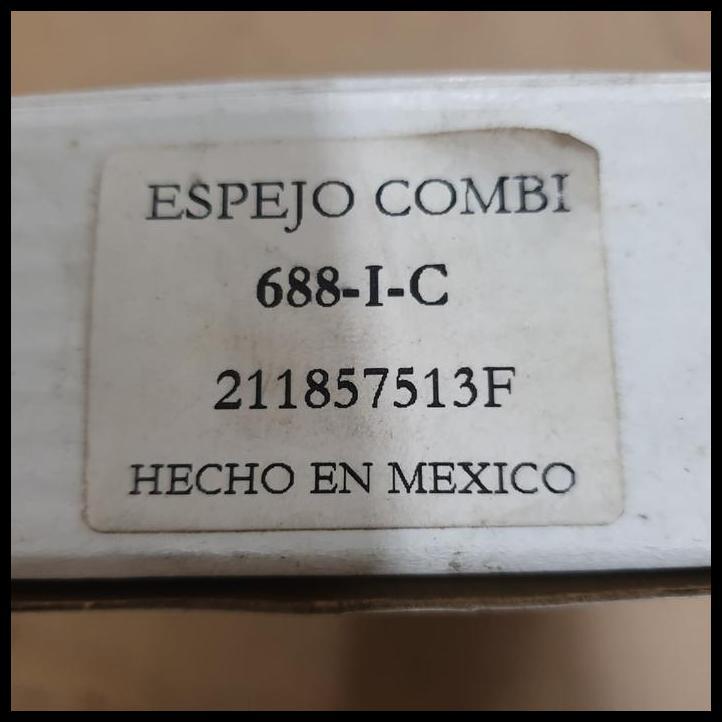 ESPEJO COMBI
688-I-C
211857513F
HECHO EN MEXICO